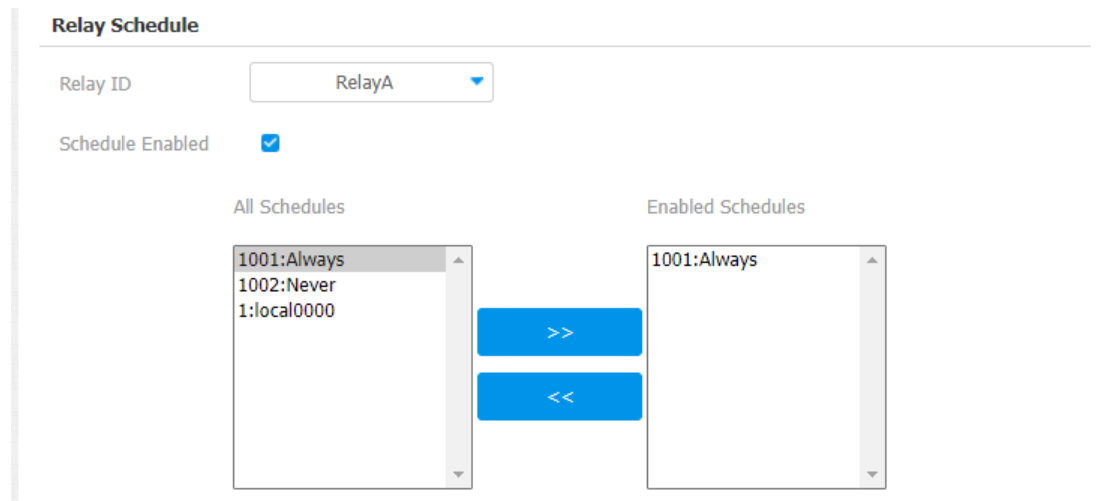 Relay Schedule
Relay ID
RelayA
Schedule Enabled
All Schedules
Enabled Schedules
1001:Always
1002:Never
1:local0000
>>
<<
1001:Always